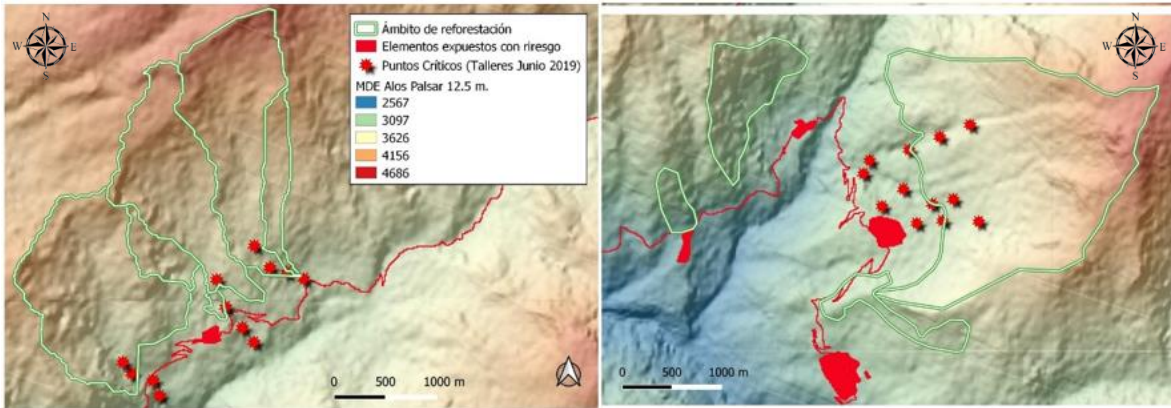 N
W E
S
Ámbito de reforestación
Elementos expuestos con riresgo
Puntos Críticos (Talleres Junio 2019)
MDE Alos Palsar 12.5 m.
2567
3097
3626
4156
4686
0 500 1000 m
N
W E
S
0 500 1000 m